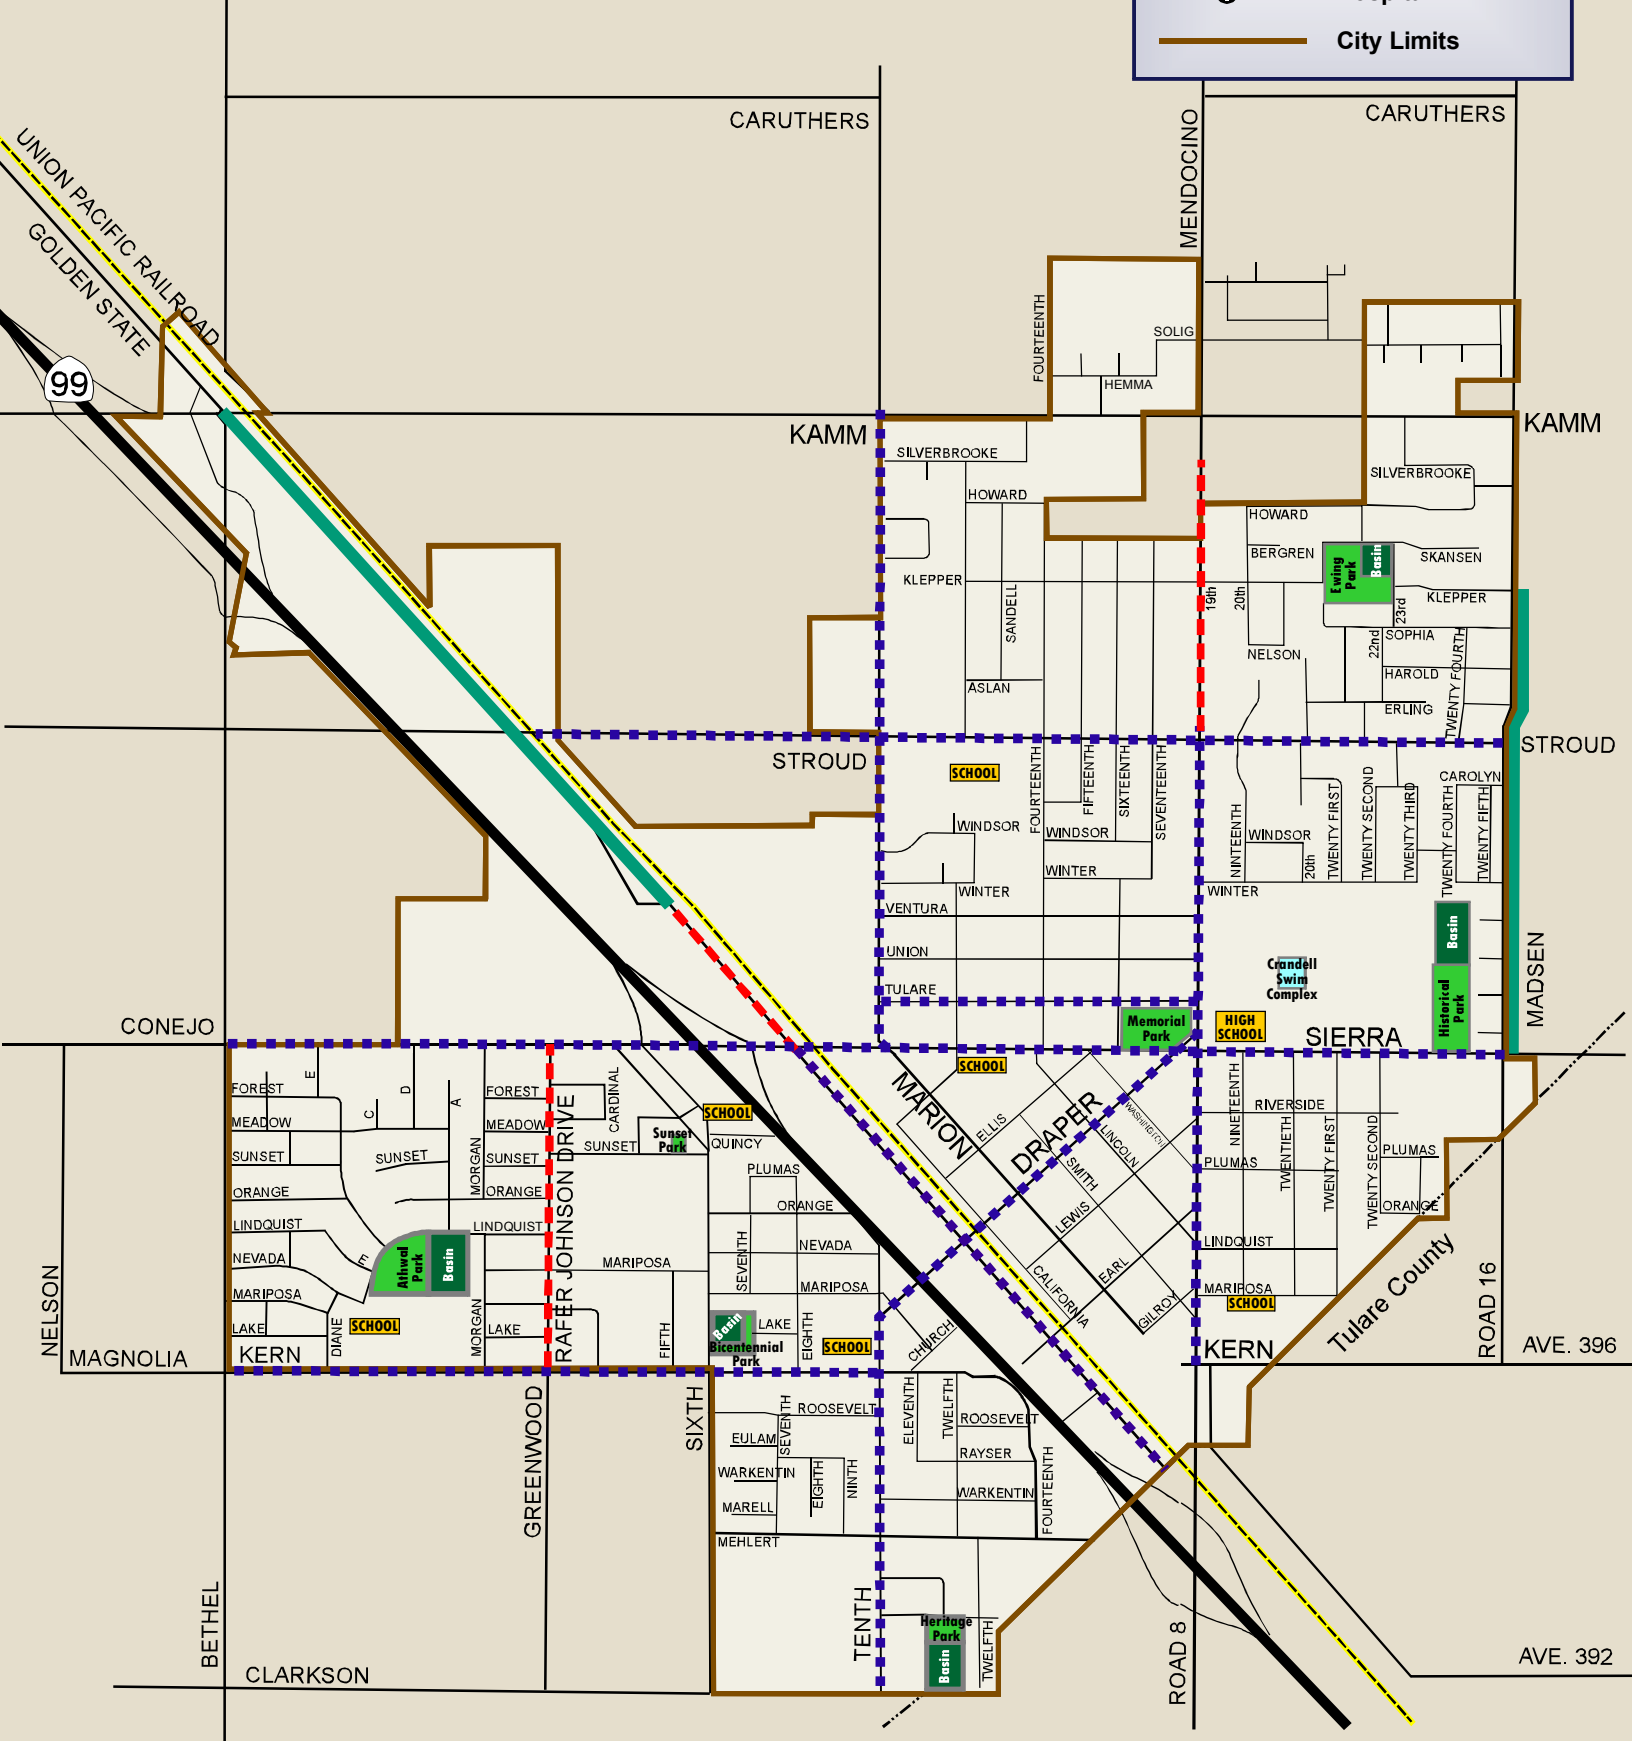 City Limits
CARUTHERS
CARUTHERS
MENDOCINO
UNION PACIFIC RAILROAD
GOLDEN STATE
99
FOURTEENTH
SOLIG
HEMMA
KAMM
KAMM
SILVERBROOKE
SILVERBROOKE
HOWARD
HOWARD
BERGREN
SKANSEN
Ewing
Park
Basin
KLEPPER
KLEPPER
SANDELL
19th
20th
23rd
22nd
SOPHIA
NELSON
HAROLD
TWENTY FOURTH
ASLAN
ERLING
STROUD
STROUD
SCHOOL
FOURTEENTH
FIFTEENTH
SIXTEENTH
SEVENTEENTH
CAROLYN
NINTEENTH
TWENTY FIRST
TWENTY SECOND
TWENTY THIRD
TWENTY FOURTH
TWENTY FIFTH
WINDSOR
WINDSOR
WINDSOR
20th
WINTER
WINTER
WINTER
VENTURA
UNION
TULARE
Basin
Crandell
Swim
Complex
Historical
Park
MADSEN
Memorial
Park
HIGH
SCHOOL
SIERRA
CONEJO
SCHOOL
E
D
C
A
FOREST
FOREST
MEADOW
MEADOW
SUNSET
SUNSET
SUNSET
SUNSET
MORGAN
CARDINAL
RAFER JOHNSON DRIVE
SCHOOL
Sunset
Park
QUINCY
PLUMAS
MARION
ELLIS
DRAPER
WASHINGTON
LINCOLN
SMITH
LEWIS
EARL
CALIFORNIA
GILROY
CHURCH
NINETEENTH
TWENTIETH
TWENTY FIRST
TWENTY SECOND
RIVERSIDE
PLUMAS
PLUMAS
ORANGE
ORANGE
ORANGE
ORANGE
LINDQUIST
LINDQUIST
LINDQUIST
NEVADA
NEVADA
E
Athwal
Park
Basin
MARIPOSA
MARIPOSA
MARIPOSA
MARIPOSA
SCHOOL
SEVENTH
LAKE
LAKE
LAKE
DIANE
SCHOOL
MORGAN
FIFTH
Basin
Bicentennial
Park
EIGHTH
SCHOOL
KERN
KERN
NELSON
MAGNOLIA
Tulare County
ROAD 16
AVE. 396
GREENWOOD
SIXTH
ROOSEVELT
ROOSEVELT
SEVENTH
ELEVENTH
TWELFTH
EULAM
RAYSER
WARKENTIN
WARKENTIN
EIGHTH
NINTH
MARELL
FOURTEENTH
MEHLERT
TENTH
Heritage
Park
Basin
TWELFTH
BETHEL
CLARKSON
ROAD 8
AVE. 392